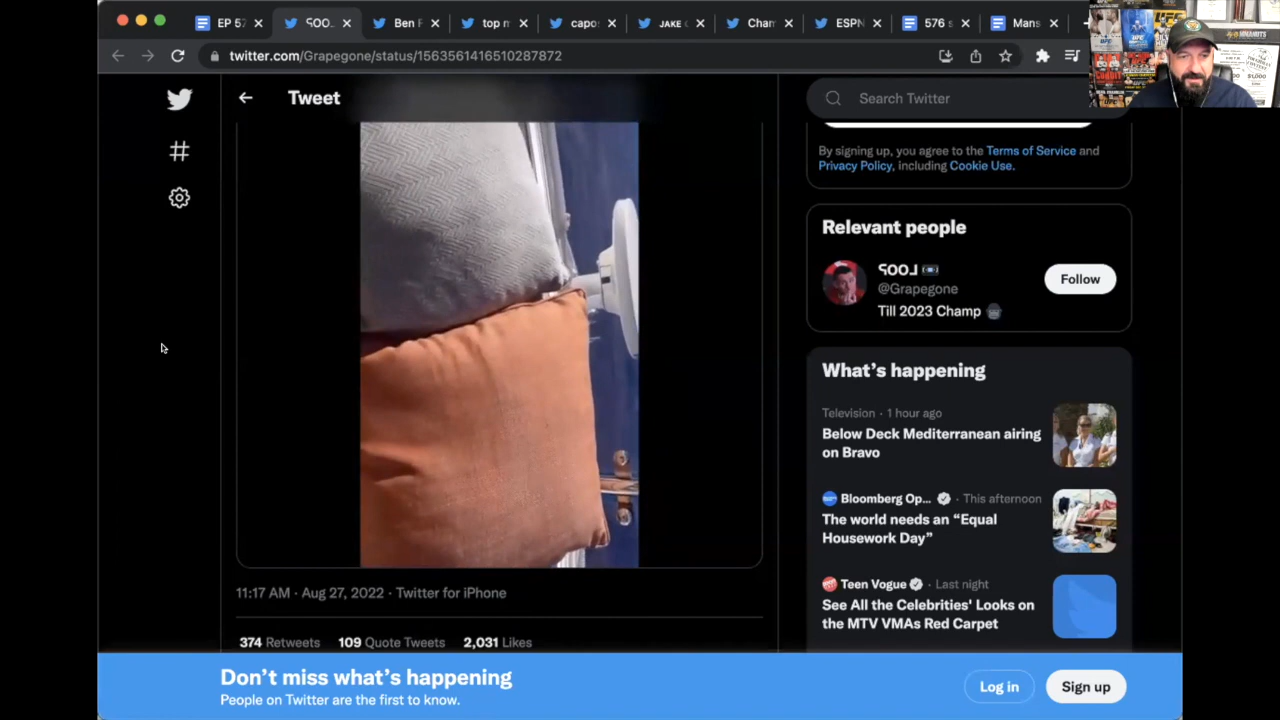 EP 57
ꟼOO⅃
Ben F
top m
capo
JAKE
Char
ESPN
576 s
Mans
twitter.com/Grapegone/status/
Tweet
Search Twitter
By signing up, you agree to the Terms of Service and
Privacy Policy, including Cookie Use.
Relevant people
ꟼOO⅃
@Grapegone
Follow
Till 2023 Champ
What's happening
Television · 1 hour ago
Below Deck Mediterranean airing
on Bravo
Bloomberg Op... · This afternoon
The world needs an “Equal
Housework Day”
Teen Vogue · Last night
See All the Celebrities' Looks on
the MTV VMAs Red Carpet
11:17 AM · Aug 27, 2022 · Twitter for iPhone
374 Retweets 109 Quote Tweets 2,031 Likes
Don't miss what's happening
People on Twitter are the first to know.
Log in
Sign up